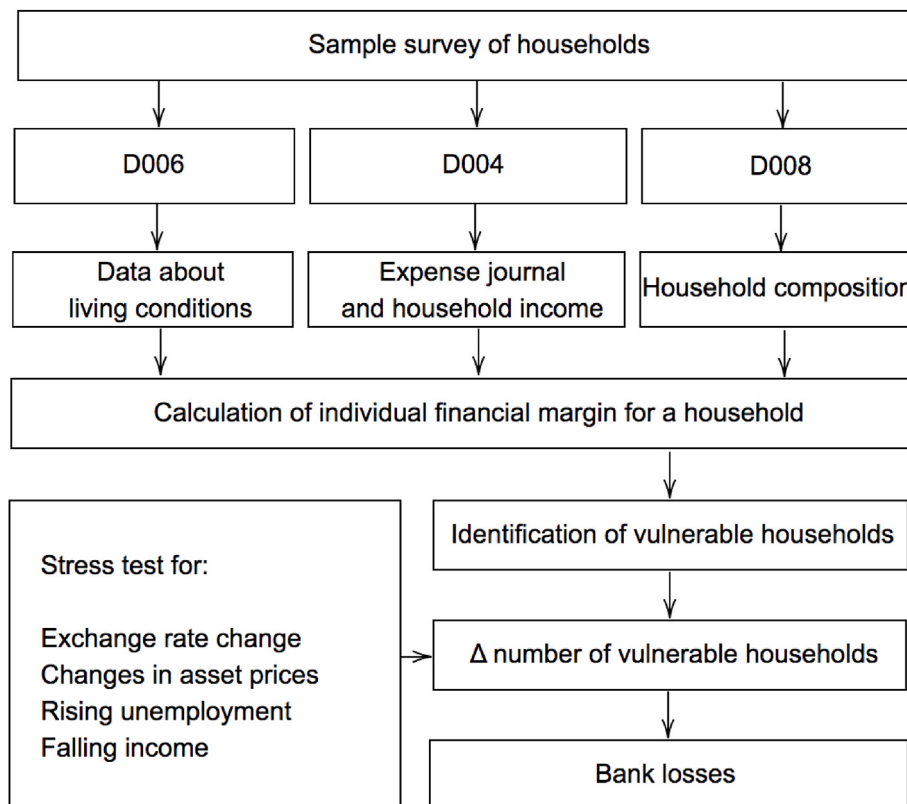 Sample survey of households
D006
D004
D008
Data about
living conditions
Expense journal
and household income
Household composition
Calculation of individual financial margin for a household
Identification of vulnerable households
Stress test for:
Exchange rate change
Changes in asset prices
Rising unemployment
Falling income
Δ number of vulnerable households
Bank losses